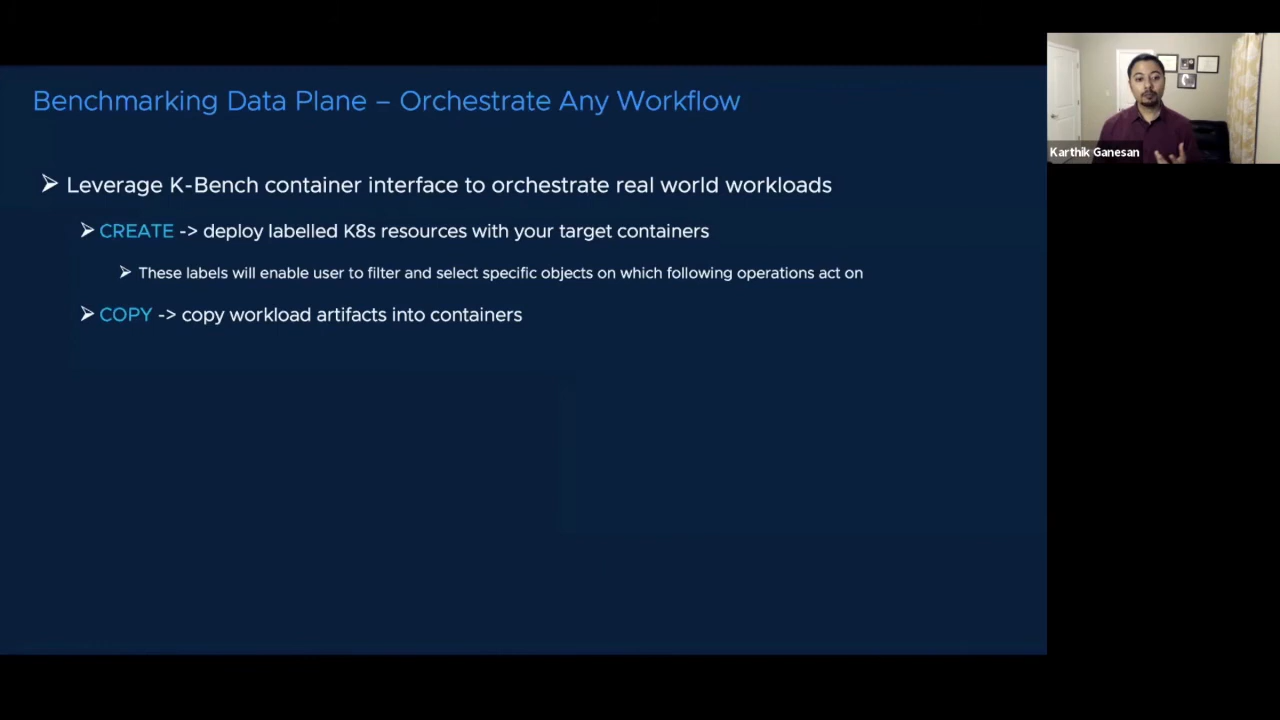 Benchmarking Data Plane – Orchestrate Any Workflow
Karthik Ganesan
Leverage K-Bench container interface to orchestrate real world workloads
CREATE -> deploy labelled K8s resources with your target containers
These labels will enable user to filter and select specific objects on which following operations act on
COPY -> copy workload artifacts into containers